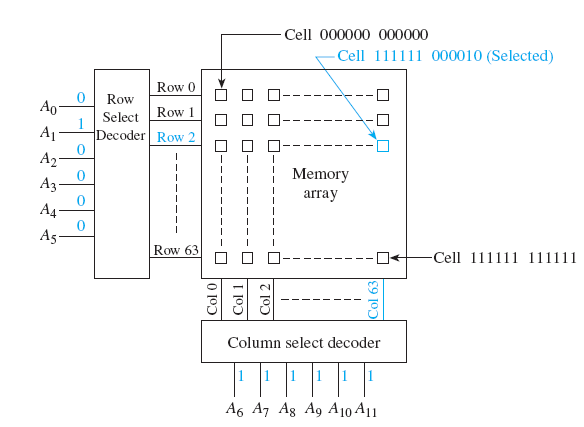 Cell 000000 000000
Cell 111111 000010 (Selected)
Row 0
Row 1
Row 2
Row 63
Row
Select
Decoder
A0 0
A1 1
A2 0
A3 0
A4 0
A5 0
Memory
array
Cell 111111 111111
Col 0
Col 1
Col 2
Col 63
Column select decoder
1 1 1 1 1 1
A6 A7 A8 A9 A10 A11